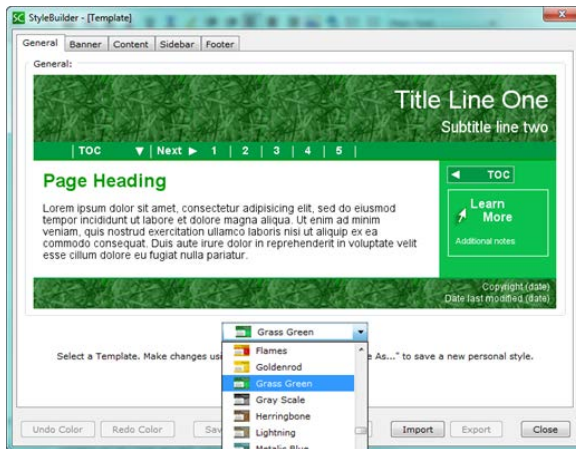 StyleBuilder - [Template]
General Banner Content Sidebar Footer
General:
Title Line One
Subtitle line two
TOC ▼ | Next ► 1 | 2 | 3 | 4 | 5 |
◄ TOC
Page Heading
Lorem ipsum dolor sit amet, consectetur adipisicing elit, sed do eiusmod
tempor incididunt ut labore et dolore magna aliqua. Ut enim ad minim
veniam, quis nostrud exercitation ullamco laboris nisi ut aliquip ex ea
commodo consequat. Duis aute irure dolor in reprehenderit in voluptate velit
esse cillum dolore eu fugiat nulla pariatur.
Learn
More
Additional notes
Copyright (date)
Date last modified (date)
Grass Green
Select a Template. Make changes As..." to save a new personal style.
Flames
Goldenrod
Grass Green
Gray Scale
Herringbone
Lightning
Metalic Blue
Undo Color Redo Color Import Export Close